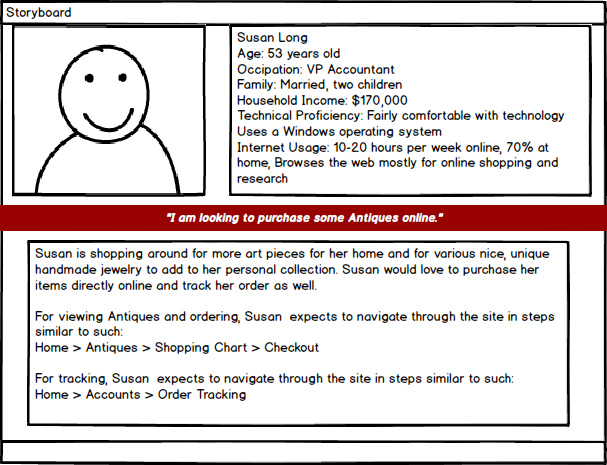 Storyboard
Susan Long
Age: 53 years old
Occipation: VP Accountant
Family: Married, two children
Household Income: $170,000
Technical Proficiency: Fairly comfortable with technology
Uses a Windows operating system
Internet Usage: 10-20 hours per week online, 70% at
home, Browses the web mostly for online shopping and
research
"I am looking to purchase some Antiques online."
Susan is shopping around for more art pieces for her home and for various nice, unique
handmade jewelry to add to her personal collection. Susan would love to purchase her
items directly online and track her order as well.
For viewing Antiques and ordering, Susan expects to navigate through the site in steps
similar to such:
Home > Antiques > Shopping Chart > Checkout
For tracking, Susan expects to navigate through the site in steps similar to such:
Home > Accounts > Order Tracking